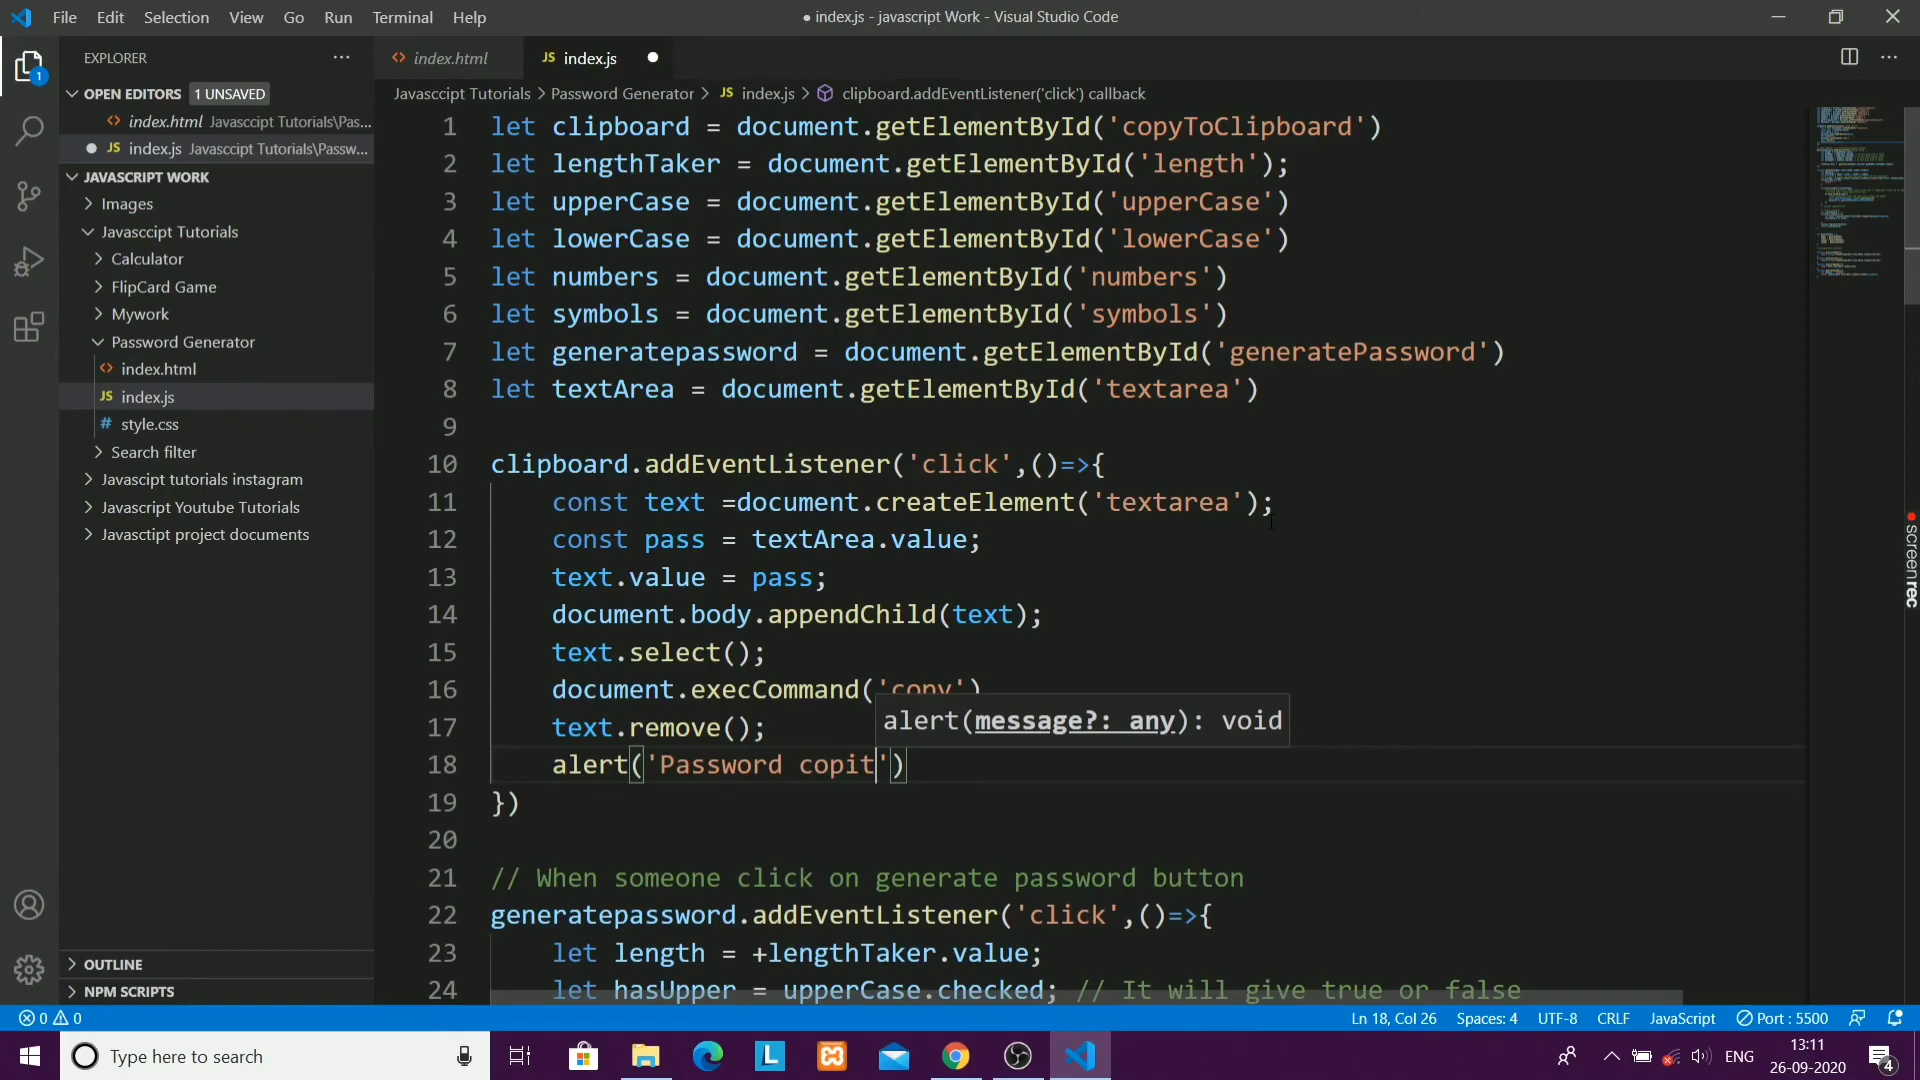 File Edit Selection View Go Run Terminal Help
● index.js - javascript Work - Visual Studio Code
EXPLORER
1
OPEN EDITORS 1 UNSAVED
index.html Javasccipt Tutorials\Pas...
JS index.js Javasccipt Tutorials\Passw...
JAVASCRIPT WORK
Images
Javasccipt Tutorials
Calculator
FlipCard Game
Mywork
Password Generator
index.html
JS index.js
# style.css
Search filter
Javascipt tutorials instagram
Javascript Youtube Tutorials
Javasctipt project documents
OUTLINE
NPM SCRIPTS
index.html JS index.js
Javasccipt Tutorials > Password Generator > JS index.js > clipboard.addEventListener('click') callback
1 let clipboard = document.getElementById('copyToClipboard')
2 let lengthTaker = document.getElementById('length');
3 let upperCase = document.getElementById('upperCase')
4 let lowerCase = document.getElementById('lowerCase')
5 let numbers = document.getElementById('numbers')
6 let symbols = document.getElementById('symbols')
7 let generatepassword = document.getElementById('generatePassword')
8 let textArea = document.getElementById('textarea')
9
10 clipboard.addEventListener('click',()=>{
11 const text =document.createElement('textarea');
12 const pass = textArea.value;
13 text.value = pass;
14 document.body.appendChild(text);
15 text.select();
16 document.execCommand('copy')
17 text.remove();
alert(message?: any): void
18 alert('Password copit')
19 })
20
21 // When someone click on generate password button
22 generatepassword.addEventListener('click',()=>{
23 let length = +lengthTaker.value;
24 let hasUpper = upperCase.checked; // It will give true or false
screenrec
0 0
Ln 18, Col 26 Spaces: 4 UTF-8 CRLF JavaScript Port : 5500
Type here to search
L
ENG
13:11
26-09-2020
4